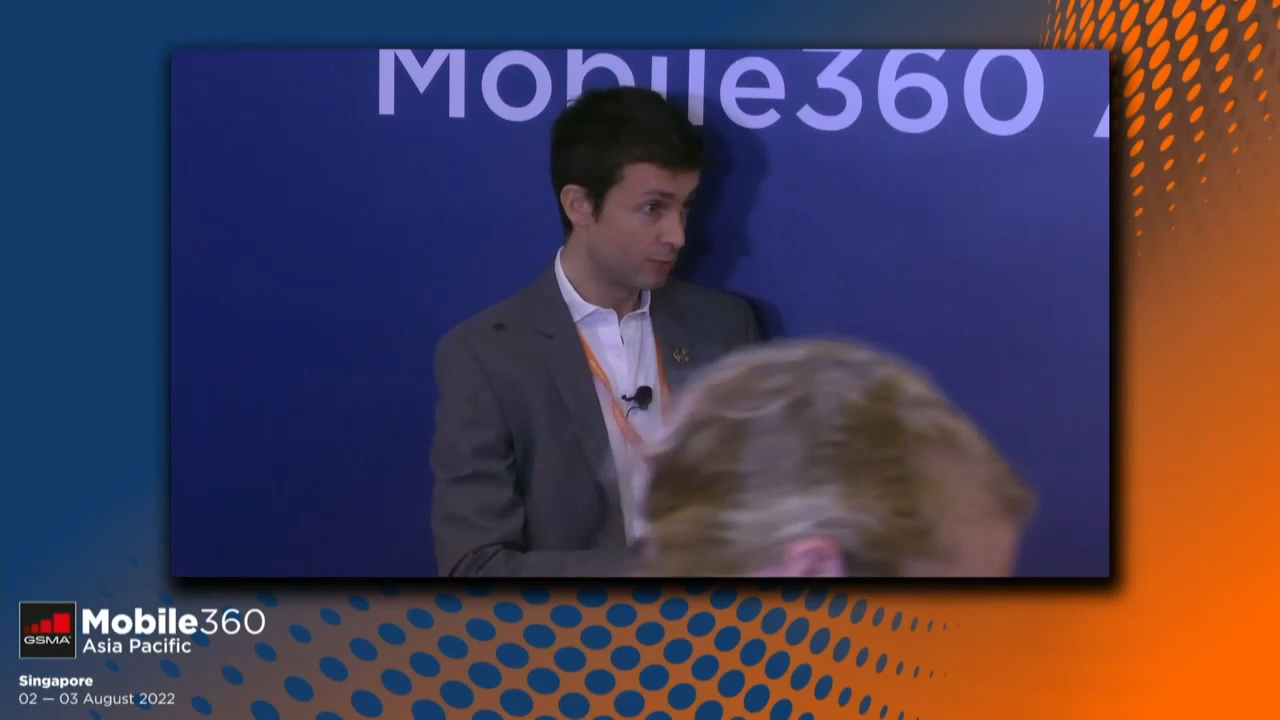 Mobile360 A
GSMA
Mobile360
Asia Pacific
Singapore
02 — 03 August 2022